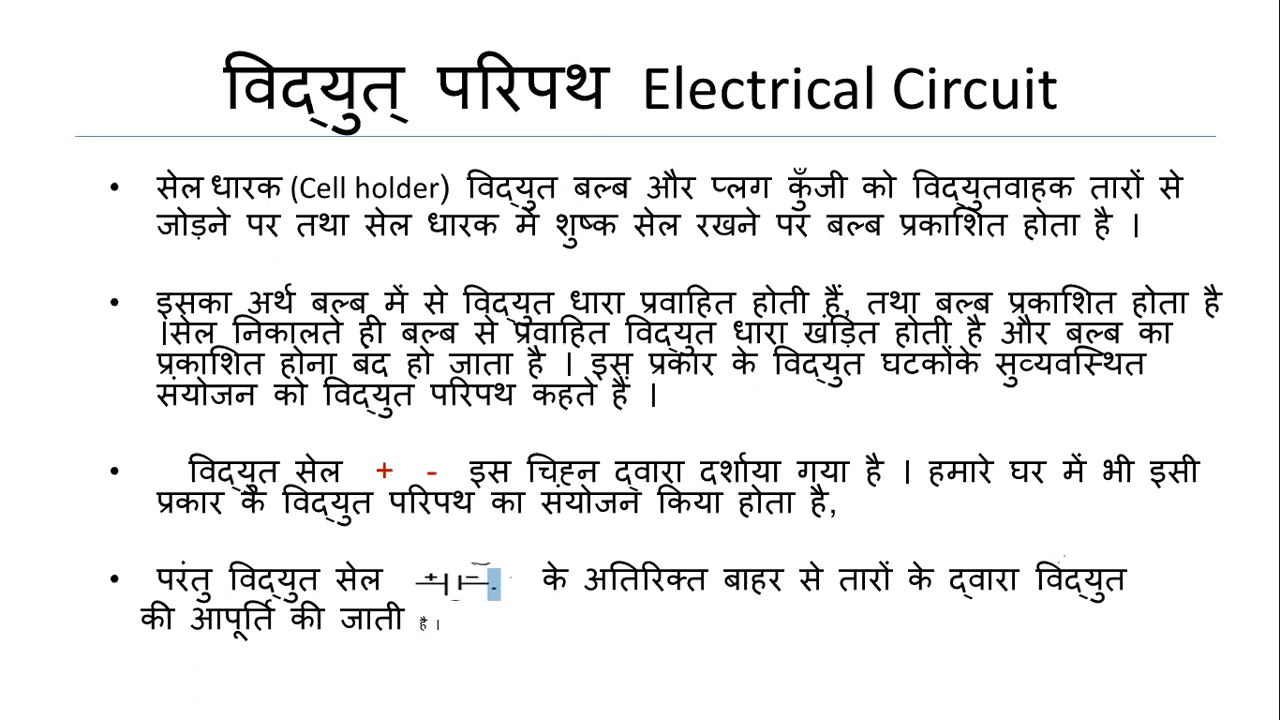 विद्युत् परिपथ Electrical Circuit
• सेल धारक (Cell holder) विद्युत बल्ब और प्लग कुँजी को विद्युतवाहक तारों से
जोड़ने पर तथा सेल धारक में शुष्क सेल रखने पर बल्ब प्रकाशित होता है ।
• इसका अर्थ बल्ब में से विद्युत धारा प्रवाहित होती हैं, तथा बल्ब प्रकाशित होता है
।सेल निकालते ही बल्ब से प्रवाहित विद्युत धारा खंड़ित होती है और बल्ब का
प्रकाशित होना बंद हो जाता है । इस प्रकार के विद्युत घटकोंके सुव्यवस्थित
संयोजन को विद्युत परिपथ कहते हैं ।
• विद्युत सेल + - इस चिह्न द्वारा दर्शाया गया है । हमारे घर में भी इसी
प्रकार के विद्युत परिपथ का संयोजन किया होता है,
• परंतु विद्युत सेल + - के अतिरिक्त बाहर से तारों के द्वारा विद्युत
की आपूर्ति की जाती है ।